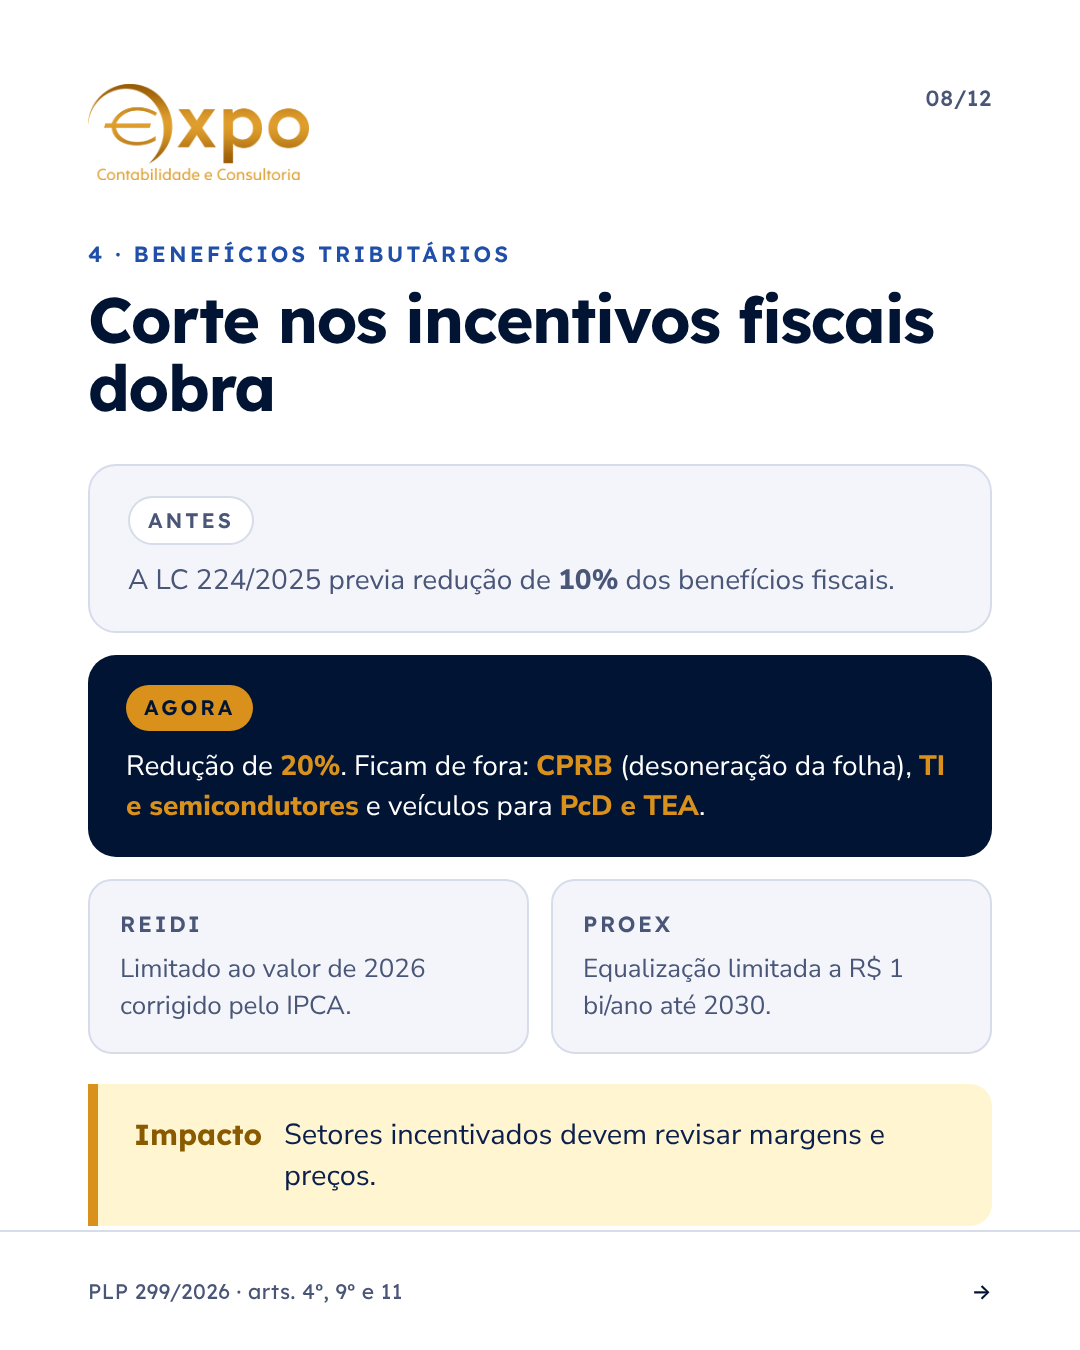 Expo
Contabilidade e Consultoria
08/12
4 · BENEFÍCIOS TRIBUTÁRIOS
Corte nos incentivos fiscais
dobra
ANTES
A LC 224/2025 previa redução de 10% dos benefícios fiscais.
AGORA
Redução de 20%. Ficam de fora: CPRB (desoneração da folha), TI
e semicondutores e veículos para PcD e TEA.
REIDI
Limitado ao valor de 2026
corrigido pelo IPCA.
PROEX
Equalização limitada a R$ 1
bi/ano até 2030.
Impacto Setores incentivados devem revisar margens e
preços.
PLP 299/2026 · arts. 4º, 9º e 11 →